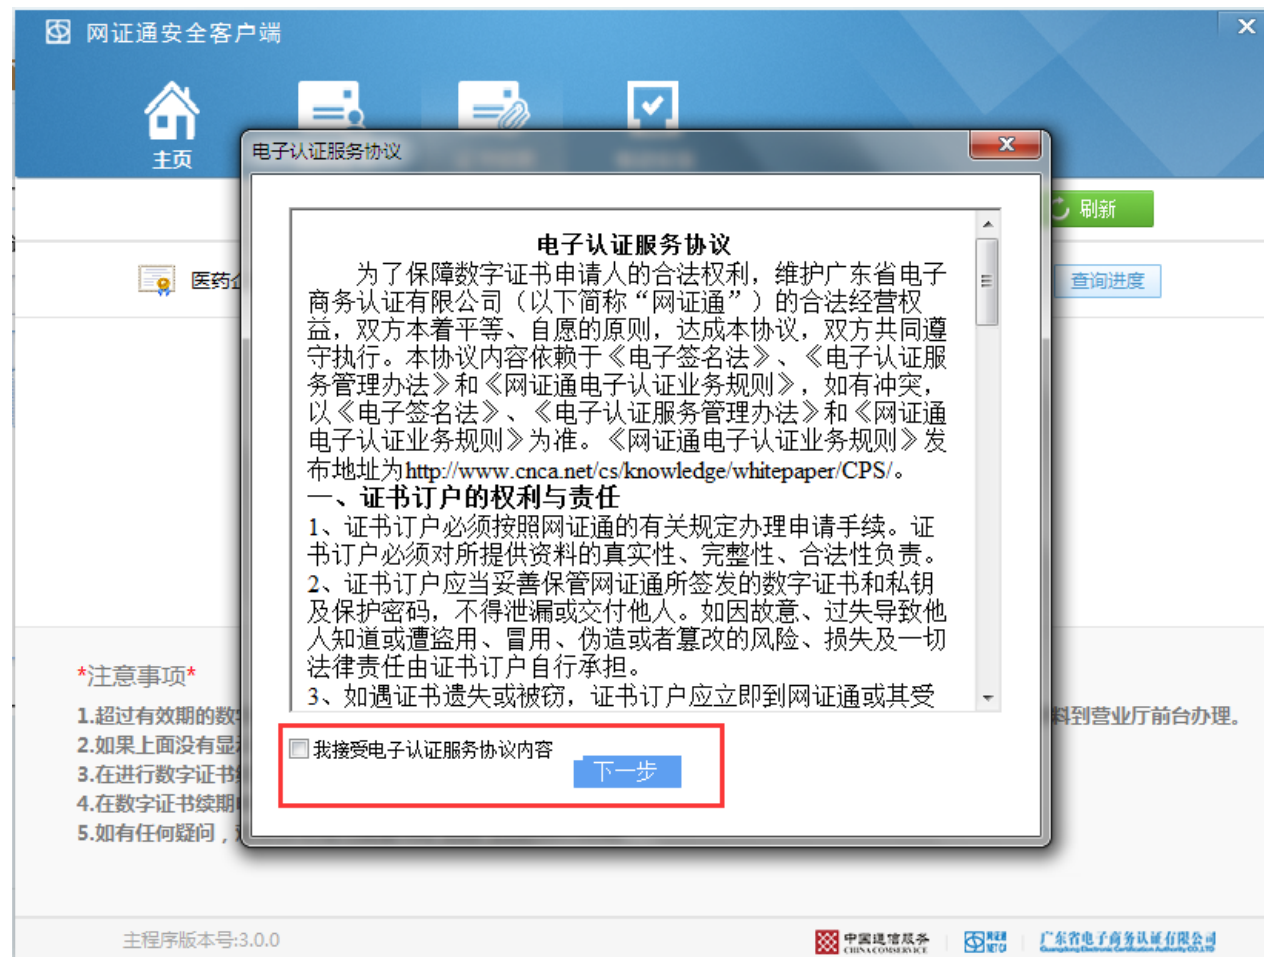 网证通安全客户端
主页
电子认证服务协议
刷新
医药企
查询进度
电子认证服务协议
为了保障数字证书申请人的合法权利，维护广东省电子
商务认证有限公司（以下简称“网证通”）的合法经营权
益，双方本着平等、自愿的原则，达成本协议，双方共同遵
守执行。本协议内容依赖于《电子签名法》、《电子认证服
务管理办法》和《网证通电子认证业务规则》，如有冲突，
以《电子签名法》、《电子认证服务管理办法》和《网证通
电子认证业务规则》为准。《网证通电子认证业务规则》发
布地址为http://www.cnca.net/cs/knowledge/whitepaper/CPS/。
一、证书订户的权利与责任
1、证书订户必须按照网证通的有关规定办理申请手续。证
书订户必须对所提供资料的真实性、完整性、合法性负责。
2、证书订户应当妥善保管网证通所签发的数字证书和私钥
及保护密码，不得泄漏或交付他人。如因故意、过失导致他
人知道或遭盗用、冒用、伪造或者篡改的风险、损失及一切
法律责任由证书订户自行承担。
3、如遇证书遗失或被窃，证书订户应立即到网证通或其受
我接受电子认证服务协议内容
下一步
*注意事项*
1.超过有效期的数 料到营业厅前台办理。
2.如果上面没有显
3.在进行数字证书
4.在数字证书续期
5.如有任何疑问，
主程序版本号:3.0.0
中国通信服务
CHINA COMSERVICE
网证通
NETCA
广东省电子商务认证有限公司
Guangdong Electronic Certification Authority CO.,LTD